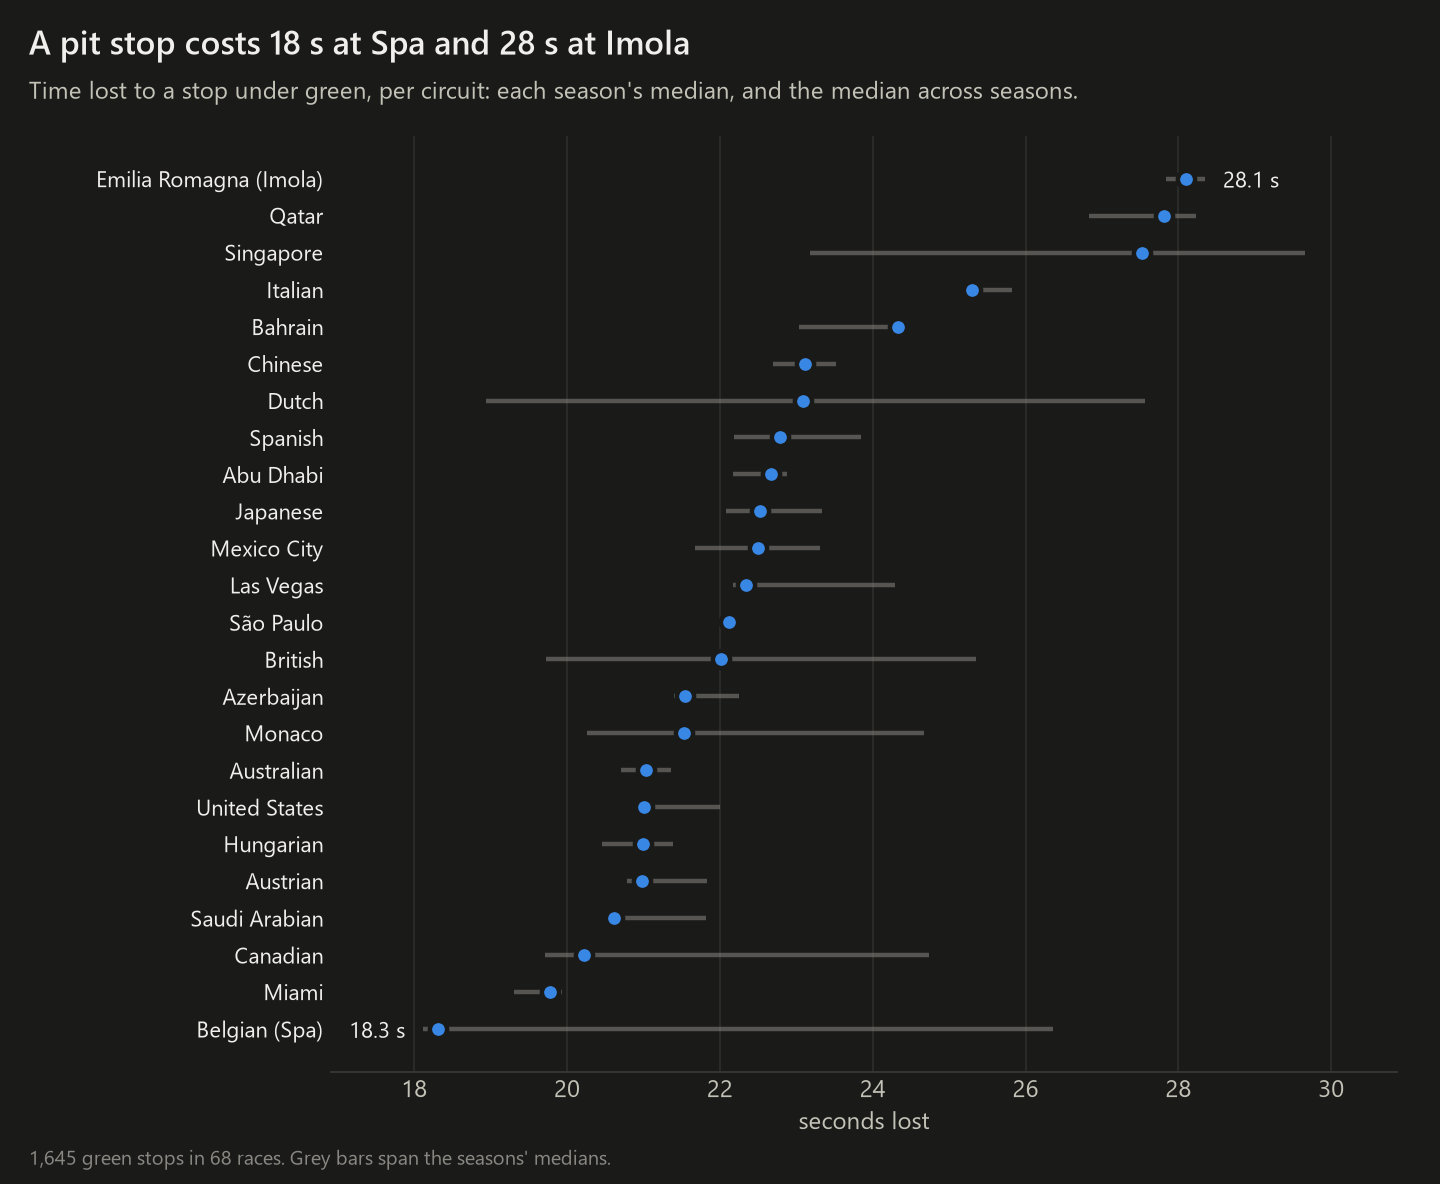 A pit stop costs 18 s at Spa and 28 s at Imola
Time lost to a stop under green, per circuit: each season's median, and the median across seasons.
Emilia Romagna (Imola) 28.1 s
Qatar
Singapore
Italian
Bahrain
Chinese
Dutch
Spanish
Abu Dhabi
Japanese
Mexico City
Las Vegas
São Paulo
British
Azerbaijan
Monaco
Australian
United States
Hungarian
Austrian
Saudi Arabian
Canadian
Miami
Belgian (Spa) 18.3 s
18 20 22 24 26 28 30
seconds lost
1,645 green stops in 68 races. Grey bars span the seasons' medians.